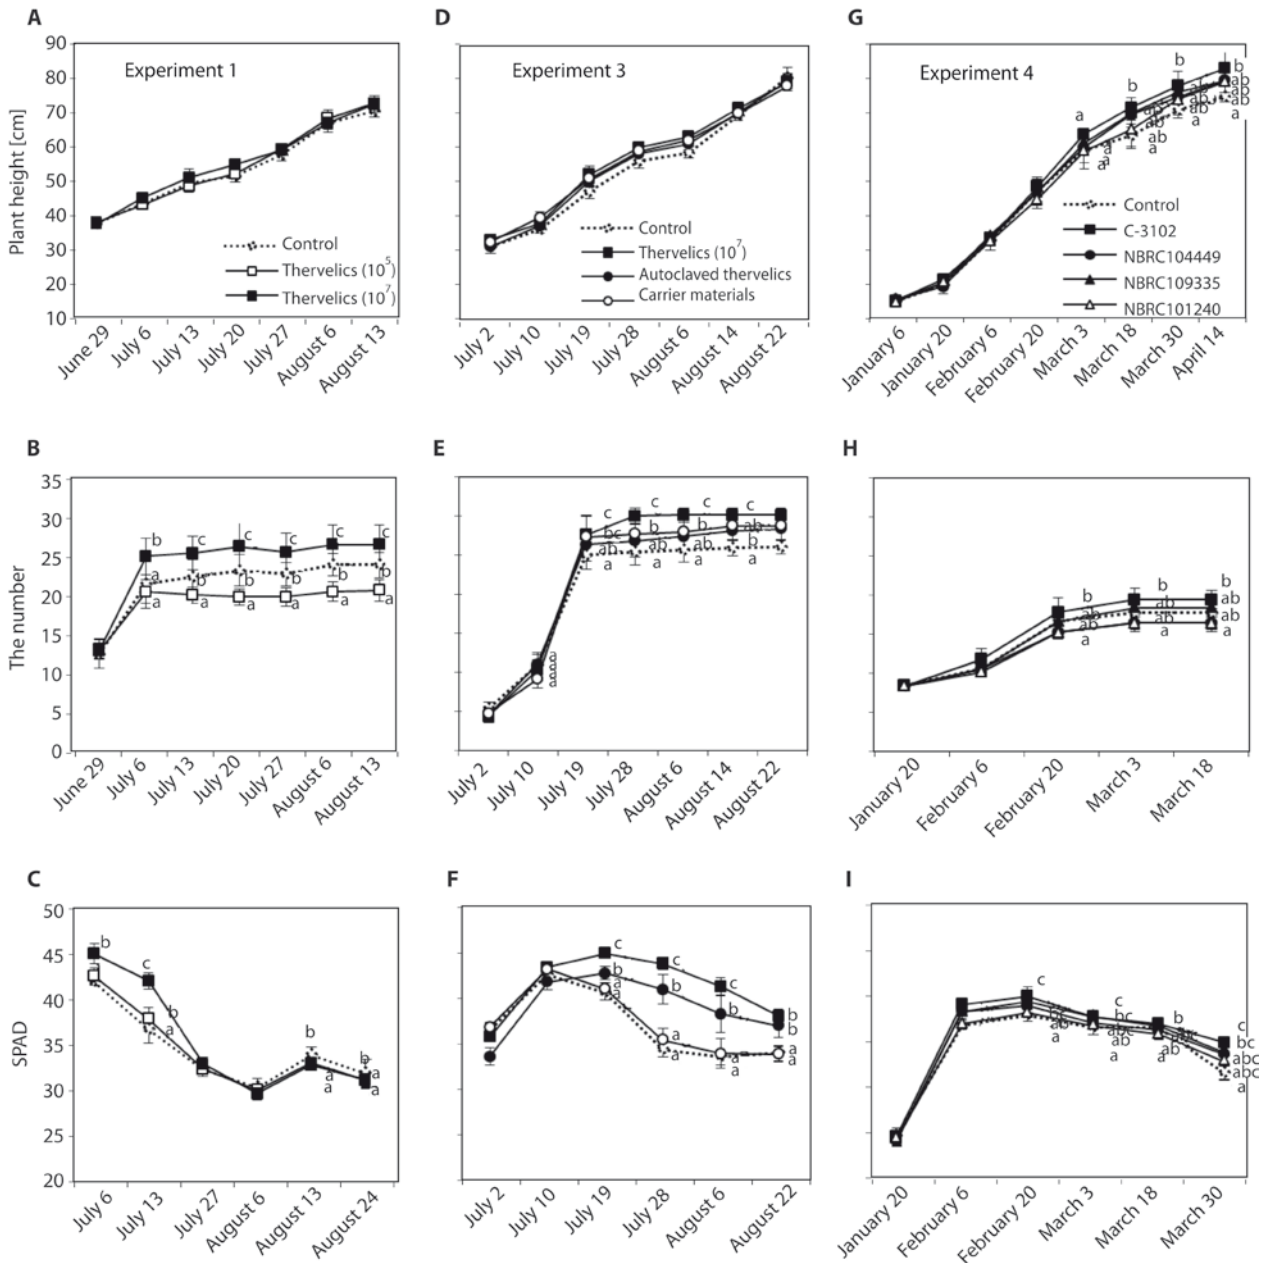 A
D
G
90
80
70
60
50
40
30
20
10
Plant height [cm]
Experiment 1
Control
Thervelics (10^5)
Thervelics (10^7)
June 29
July 6
July 13
July 20
July 27
August 6
August 13
Experiment 3
Control
Thervelics (10^7)
Autoclaved thervelics
Carrier materials
July 2
July 10
July 19
July 28
August 6
August 14
August 22
Experiment 4
Control
C-3102
NBRC104449
NBRC109335
NBRC101240
January 6
January 20
February 6
February 20
March 3
March 18
March 30
April 14
B
E
H
35
30
25
20
15
10
5
0
The number
June 29
July 6
July 13
July 20
July 27
August 6
August 13
July 2
July 10
July 19
July 28
August 6
August 14
August 22
January 20
February 6
February 20
March 3
March 18
C
F
I
50
45
40
35
30
25
20
SPAD
July 6
July 13
July 27
August 6
August 13
August 24
July 2
July 10
July 19
July 28
August 6
August 22
January 20
February 6
February 20
March 3
March 18
March 30